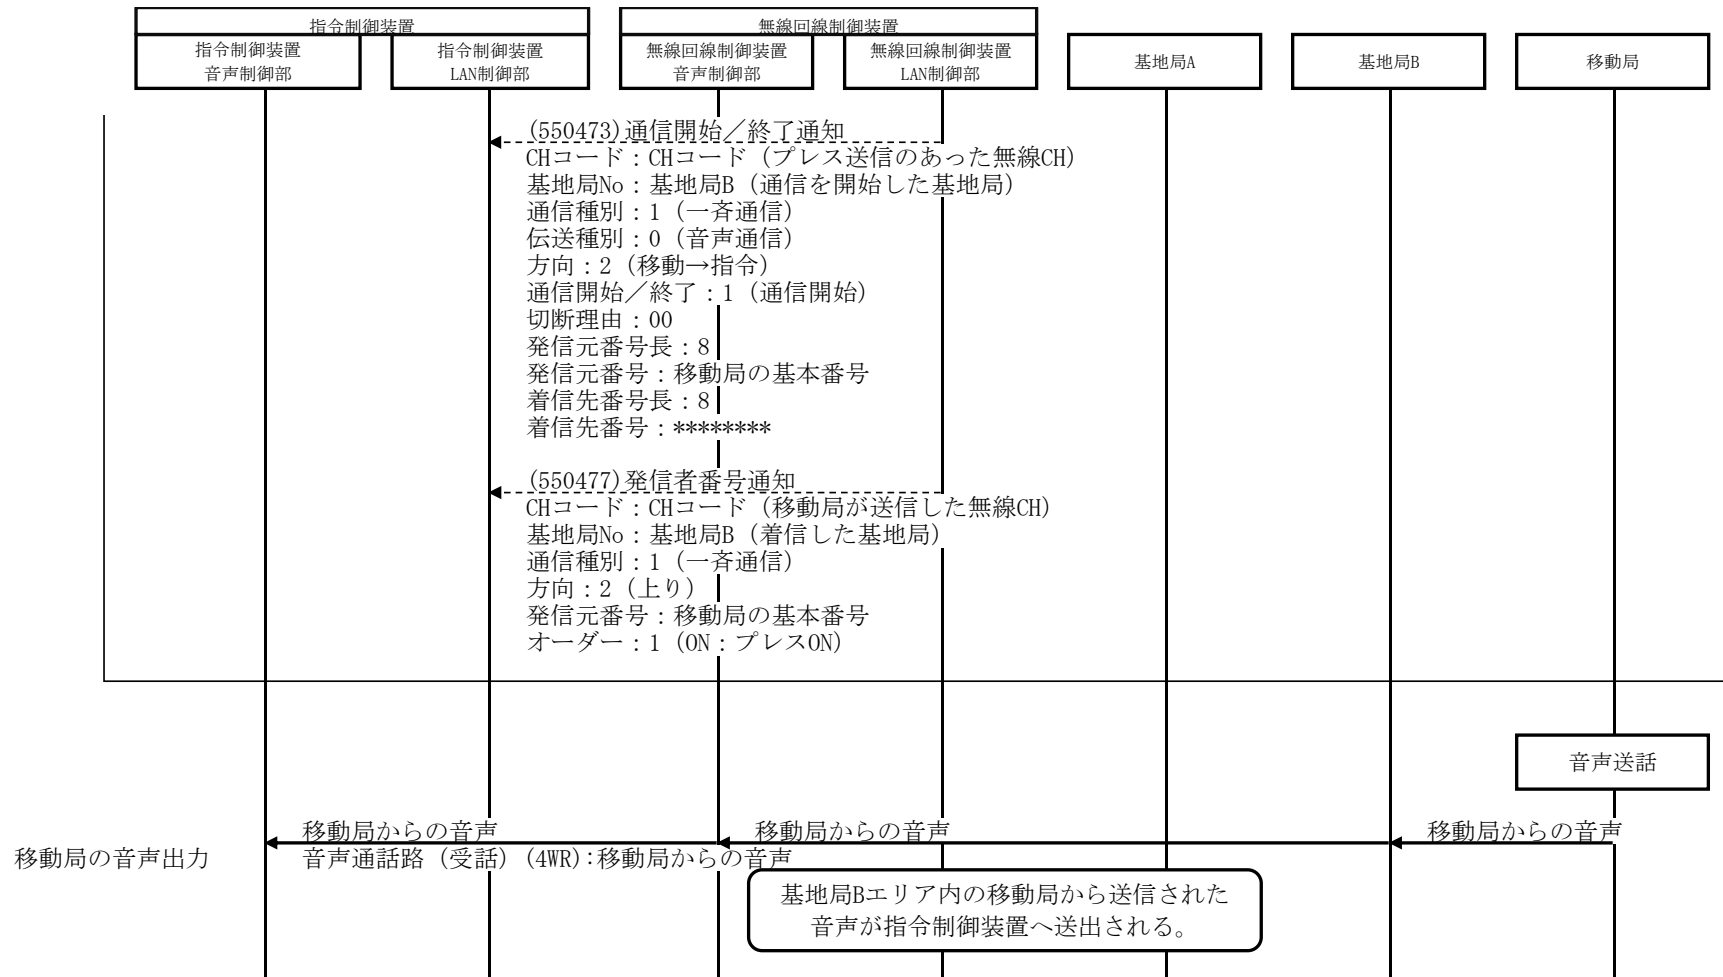 指令制御装置
無線回線制御装置
指令制御装置
音声制御部
指令制御装置
LAN制御部
無線回線制御装置
音声制御部
無線回線制御装置
LAN制御部
基地局A
基地局B
移動局
(550473)通信開始／終了通知
CHコード：CHコード（プレス送信のあった無線CH）
基地局No：基地局B（通信を開始した基地局）
通信種別：1（一斉通信）
伝送種別：0（音声通信）
方向：2（移動→指令）
通信開始／終了：1（通信開始）
切断理由：00
発信元番号長：8
発信元番号：移動局の基本番号
着信先番号長：8
着信先番号：********
(550477)発信者番号通知
CHコード：CHコード（移動局が送信した無線CH）
基地局No：基地局B（着信した基地局）
通信種別：1（一斉通信）
方向：2（上り）
発信元番号：移動局の基本番号
オーダー：1（ON：プレスON）
音声送話
移動局からの音声
移動局からの音声
移動局からの音声
移動局の音声出力
音声通話路（受話）(4WR):移動局からの音声
基地局Bエリア内の移動局から送信された
音声が指令制御装置へ送出される。